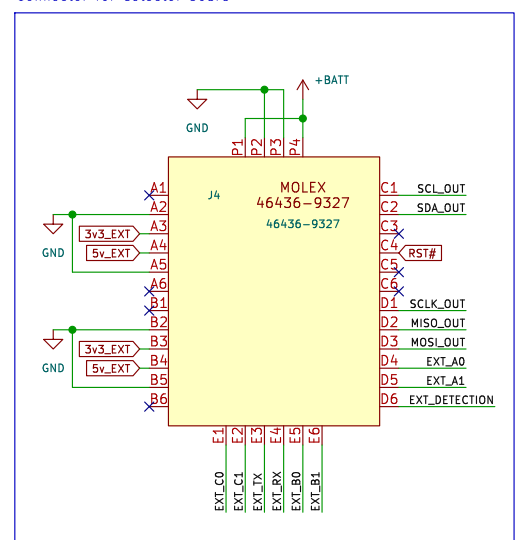 +BATT
GND
P1
P2
P3
P4
J4
MOLEX
46436-9327
46436-9327
A1
A2
3v3_EXT A3
5v_EXT A4
GND
A5
A6
B1
B2
3v3_EXT B3
5v_EXT B4
GND
B5
B6
C1 SCL_OUT
C2 SDA_OUT
C3
C4 RST#
C5
C6
D1 SCLK_OUT
D2 MISO_OUT
D3 MOSI_OUT
D4 EXT_A0
D5 EXT_A1
D6 EXT_DETECTION
E1 EXT_C0
E2 EXT_C1
E3 EXT_TX
E4 EXT_RX
E5 EXT_B0
E6 EXT_B1